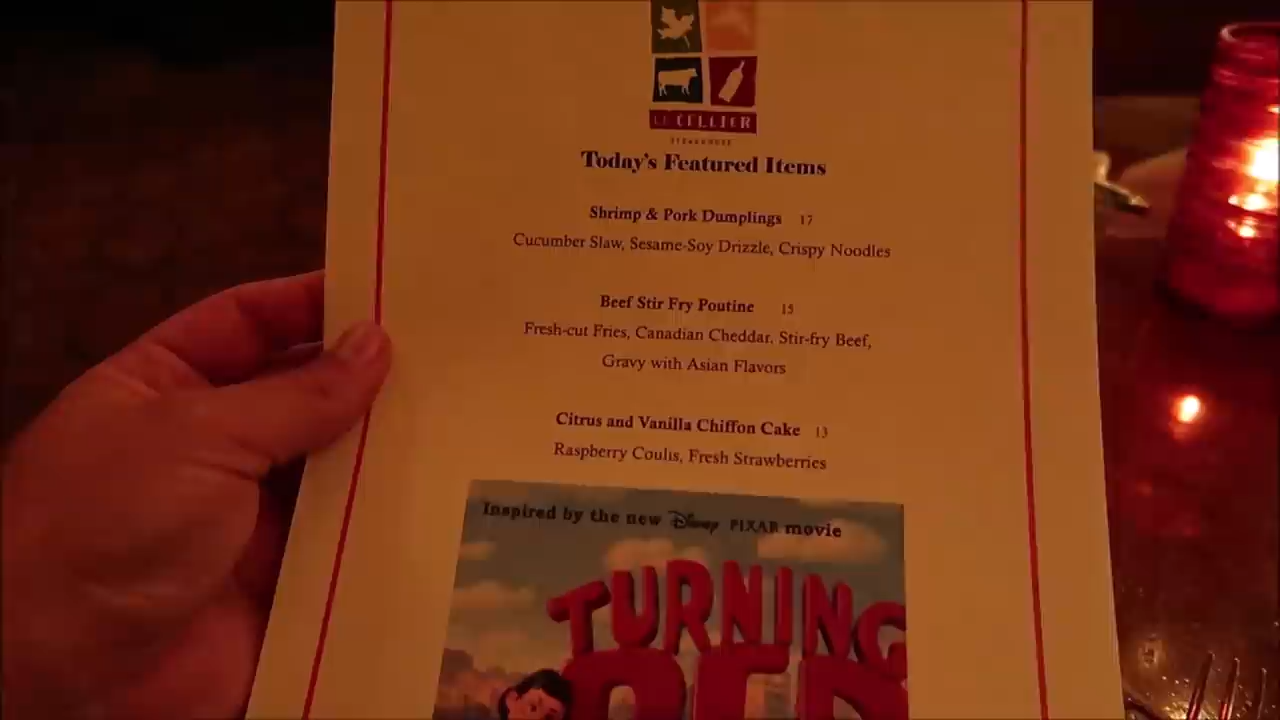 LE CELLIER
STEAKHOUSE
Today's Featured Items
Shrimp & Pork Dumplings 17
Cucumber Slaw, Sesame-Soy Drizzle, Crispy Noodles
Beef Stir Fry Poutine 15
Fresh-cut Fries, Canadian Cheddar, Stir-fry Beef,
Gravy with Asian Flavors
Citrus and Vanilla Chiffon Cake 13
Raspberry Coulis, Fresh Strawberries
Inspired by the new Disney PIXAR movie
TURNING
RED